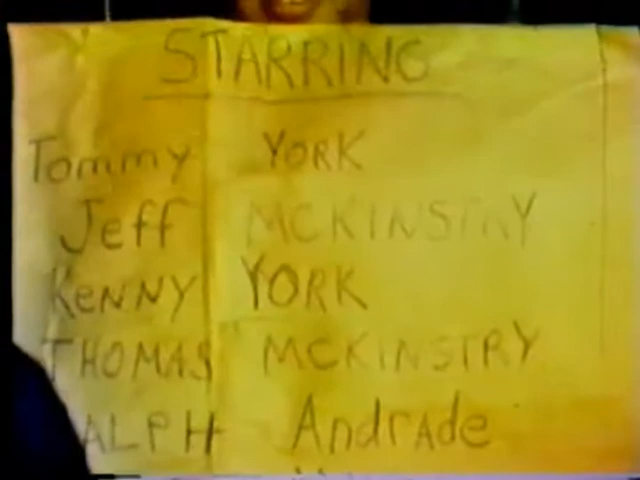 STARRING
Tommy YORK
Jeff MCKINSTRY
KENNY YORK
THOMAS MCKINSTRY
ALPH AndrAde